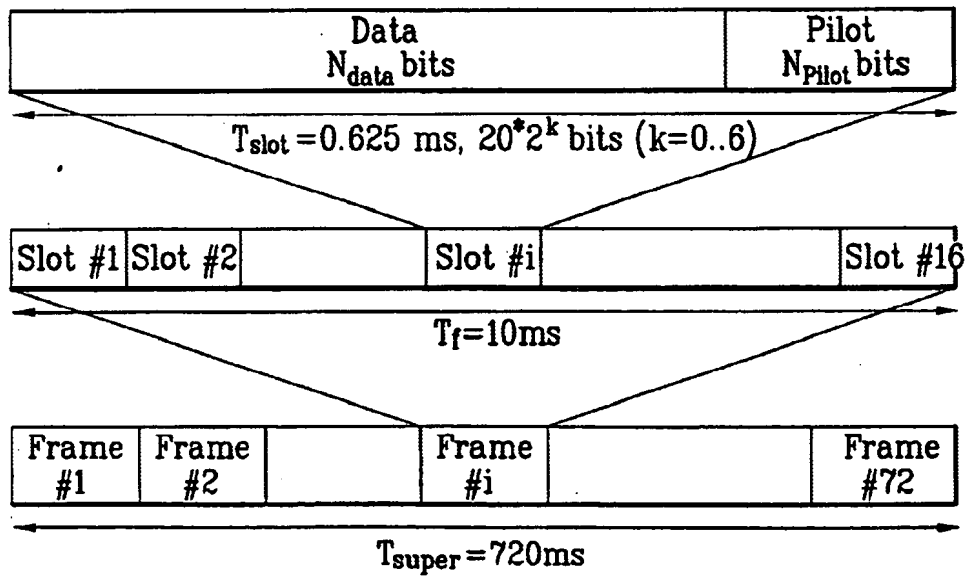 Data
N_data bits
Pilot
N_Pilot bits
T_slot=0.625 ms, 20*2^k bits (k=0..6)
Slot #1 Slot #2 Slot #i Slot #16
T_f=10ms
Frame #1
Frame #2
Frame #i
Frame #72
T_super=720ms